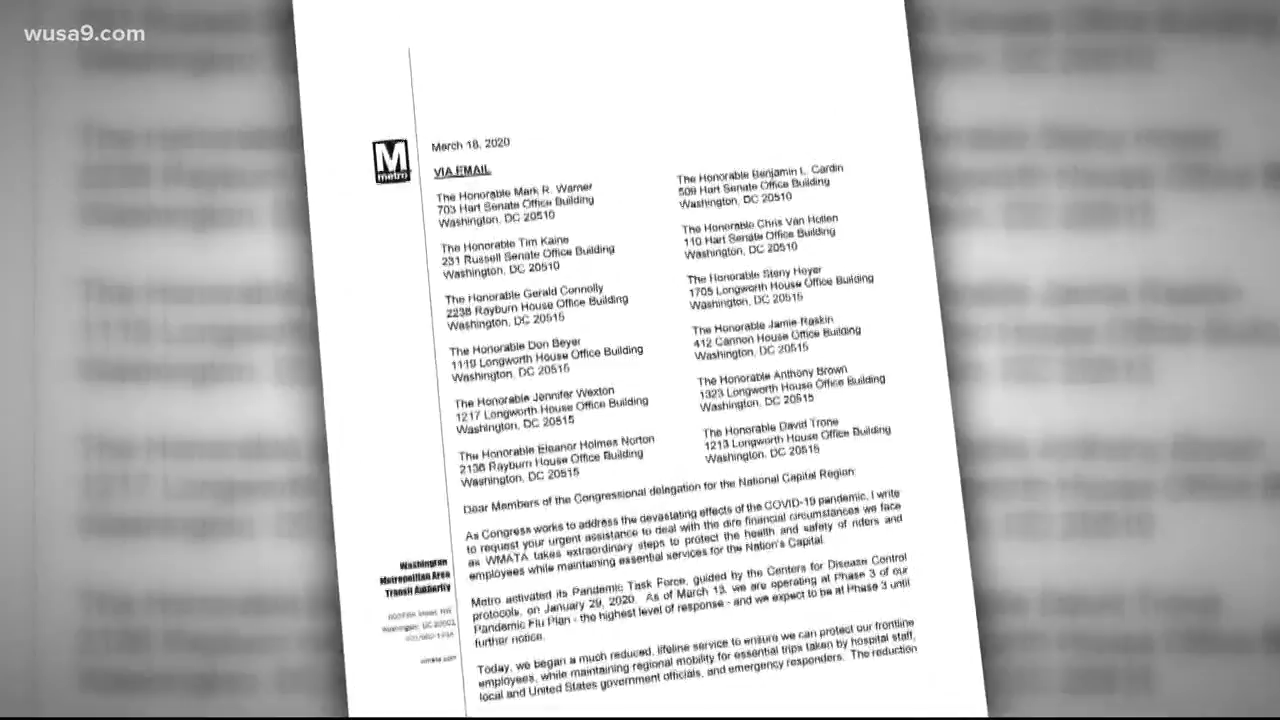 wusa9.com
M
metro
March 18, 2020
VIA EMAIL
The Honorable Mark R. Warner
703 Hart Senate Office Building
Washington, DC 20510
The Honorable Tim Kaine
231 Russell Senate Office Building
Washington, DC 20510
The Honorable Gerald Connolly
2238 Rayburn House Office Building
Washington, DC 20515
The Honorable Don Beyer
1119 Longworth House Office Building
Washington, DC 20515
The Honorable Jennifer Wexton
1217 Longworth House Office Building
Washington, DC 20515
The Honorable Eleanor Holmes Norton
2136 Rayburn House Office Building
Washington, DC 20515
The Honorable Benjamin L. Cardin
509 Hart Senate Office Building
Washington, DC 20510
The Honorable Chris Van Hollen
110 Hart Senate Office Building
Washington, DC 20510
The Honorable Steny Hoyer
1705 Longworth House Office Building
Washington, DC 20515
The Honorable Jamie Raskin
412 Cannon House Office Building
Washington, DC 20515
The Honorable Anthony Brown
1323 Longworth House Office Building
Washington, DC 20515
The Honorable David Trone
1213 Longworth House Office Building
Washington, DC 20515
Dear Members of the Congressional delegation for the National Capital Region:
As Congress works to address the devastating effects of the COVID-19 pandemic, I write
to request your urgent assistance to deal with the dire financial circumstances we face
as WMATA takes extraordinary steps to protect the health and safety of riders and
employees while maintaining essential services for the Nation's Capital.
Metro activated its Pandemic Task Force, guided by the Centers for Disease Control
protocols, on January 29, 2020. As of March 13, we are operating at Phase 3 of our
Pandemic Flu Plan - the highest level of response - and we expect to be at Phase 3 until
further notice.
Today, we began a much reduced, lifeline service to ensure we can protect our frontline
employees, while maintaining regional mobility for essential trips taken by hospital staff,
local and United States government officials, and emergency responders. The reduction
Washington
Metropolitan Area
Transit Authority
Washington, DC 20001
wmata.com